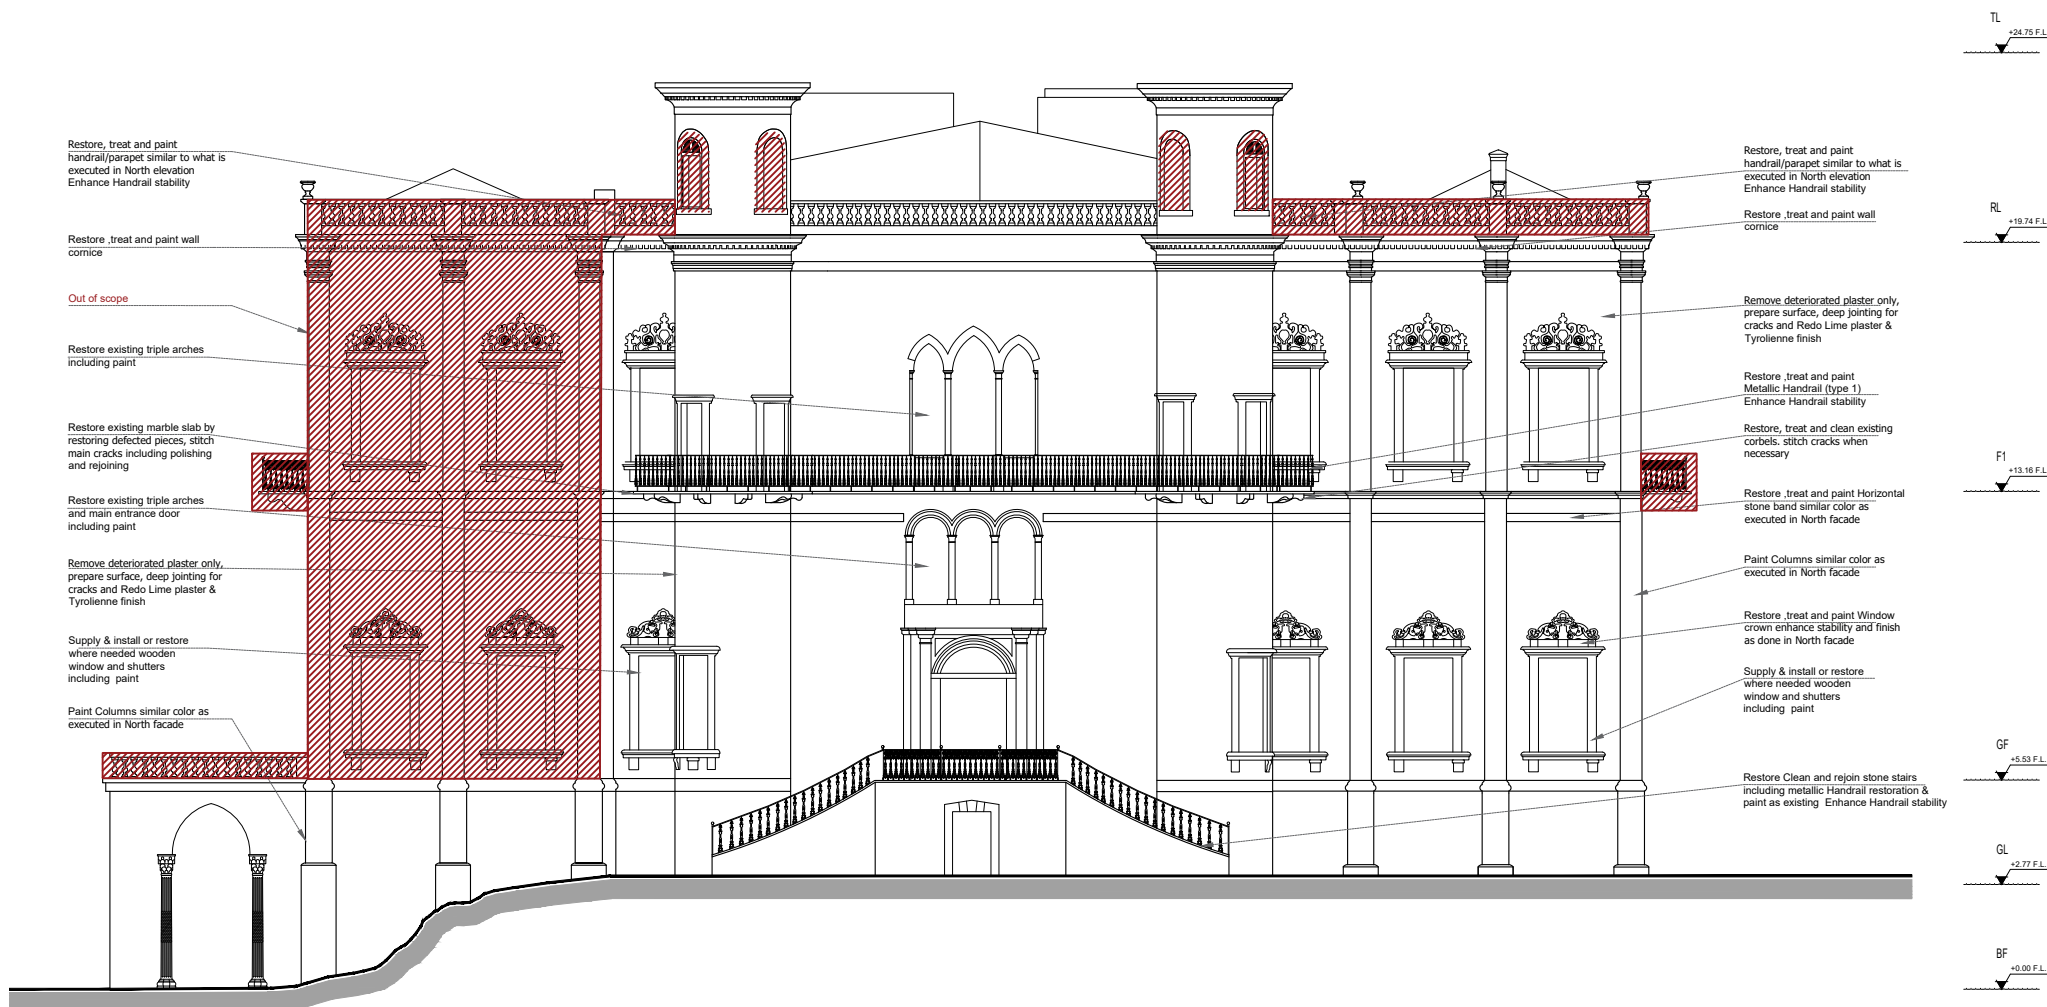 Restore, treat and paint
handrail/parapet similar to what is
executed in North elevation
Enhance Handrail stability
Restore ,treat and paint wall
cornice
Out of scope
Restore existing triple arches
including paint
Restore existing marble slab by
restoring defected pieces, stitch
main cracks including polishing
and rejoining
Restore existing triple arches
and main entrance door
including paint
Remove deteriorated plaster only,
prepare surface, deep jointing for
cracks and Redo Lime plaster &
Tyrolienne finish
Supply & install or restore
where needed wooden
window and shutters
including paint
Paint Columns similar color as
executed in North facade
Restore, treat and paint
handrail/parapet similar to what is
executed in North elevation
Enhance Handrail stability
Restore ,treat and paint wall
cornice
Remove deteriorated plaster only,
prepare surface, deep jointing for
cracks and Redo Lime plaster &
Tyrolienne finish
Restore ,treat and paint
Metallic Handrail (type 1)
Enhance Handrail stability
Restore, treat and clean existing
corbels. stitch cracks when
necessary
Restore ,treat and paint Horizontal
stone band similar color as
executed in North facade
Paint Columns similar color as
executed in North facade
Restore ,treat and paint Window
crown enhance stability and finish
as done in North facade
Supply & install or restore
where needed wooden
window and shutters
including paint
Restore Clean and rejoin stone stairs
including metallic Handrail restoration &
paint as existing Enhance Handrail stability
TL
+24.75 F.L.
RL
+19.74 F.L.
F1
+13.16 F.L.
GF
+5.53 F.L.
GL
+2.77 F.L.
BF
+0.00 F.L.